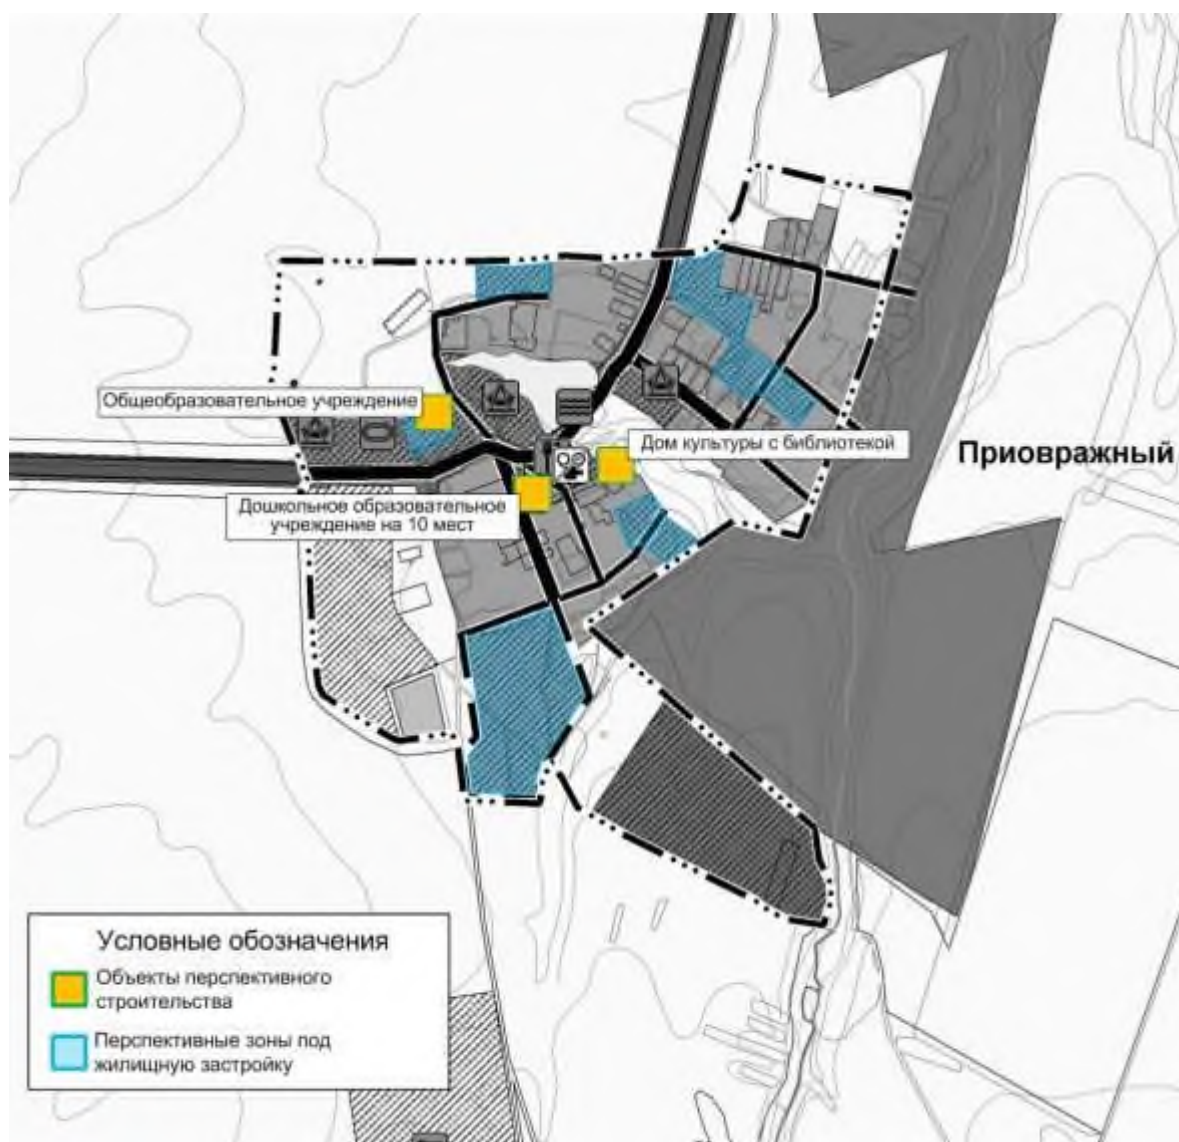 Общеобразовательное учреждение
Дом культуры с библиотекой
Приовражный
Дошкольное образовательное
учреждение на 10 мест
Условные обозначения
Объекты перспективного
строительства
Перспективные зоны под
жилищную застройку